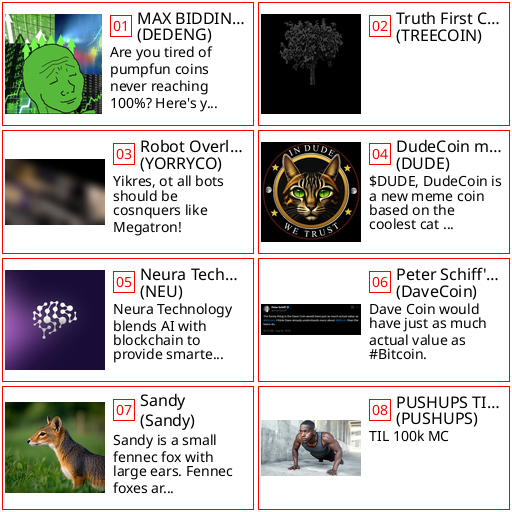 01
MAX BIDDIN...
(DEDENG)
Are you tired of
pumpfun coins
never reaching
100%? Here's y...
02
Truth First C...
(TREECOIN)
03
Robot Overl...
(YORRYCO)
Yikes, ot all bots
should be
cosnquers like
Megatron!
04
DudeCoin m...
(DUDE)
$DUDE, DudeCoin is
a new meme coin
based on the
coolest cat ...
IN DUDE
WE TRUST
05
Neura Tech...
(NEU)
Neura Technology
blends AI with
blockchain to
provide smarte...
06
Peter Schiff'...
(DaveCoin)
Dave Coin would
have just as much
actual value as
#Bitcoin.
07
Sandy
(Sandy)
Sandy is a small
fennec fox with
large ears. Fennec
foxes ar...
08
PUSHUPS TI...
(PUSHUPS)
TIL 100k MC